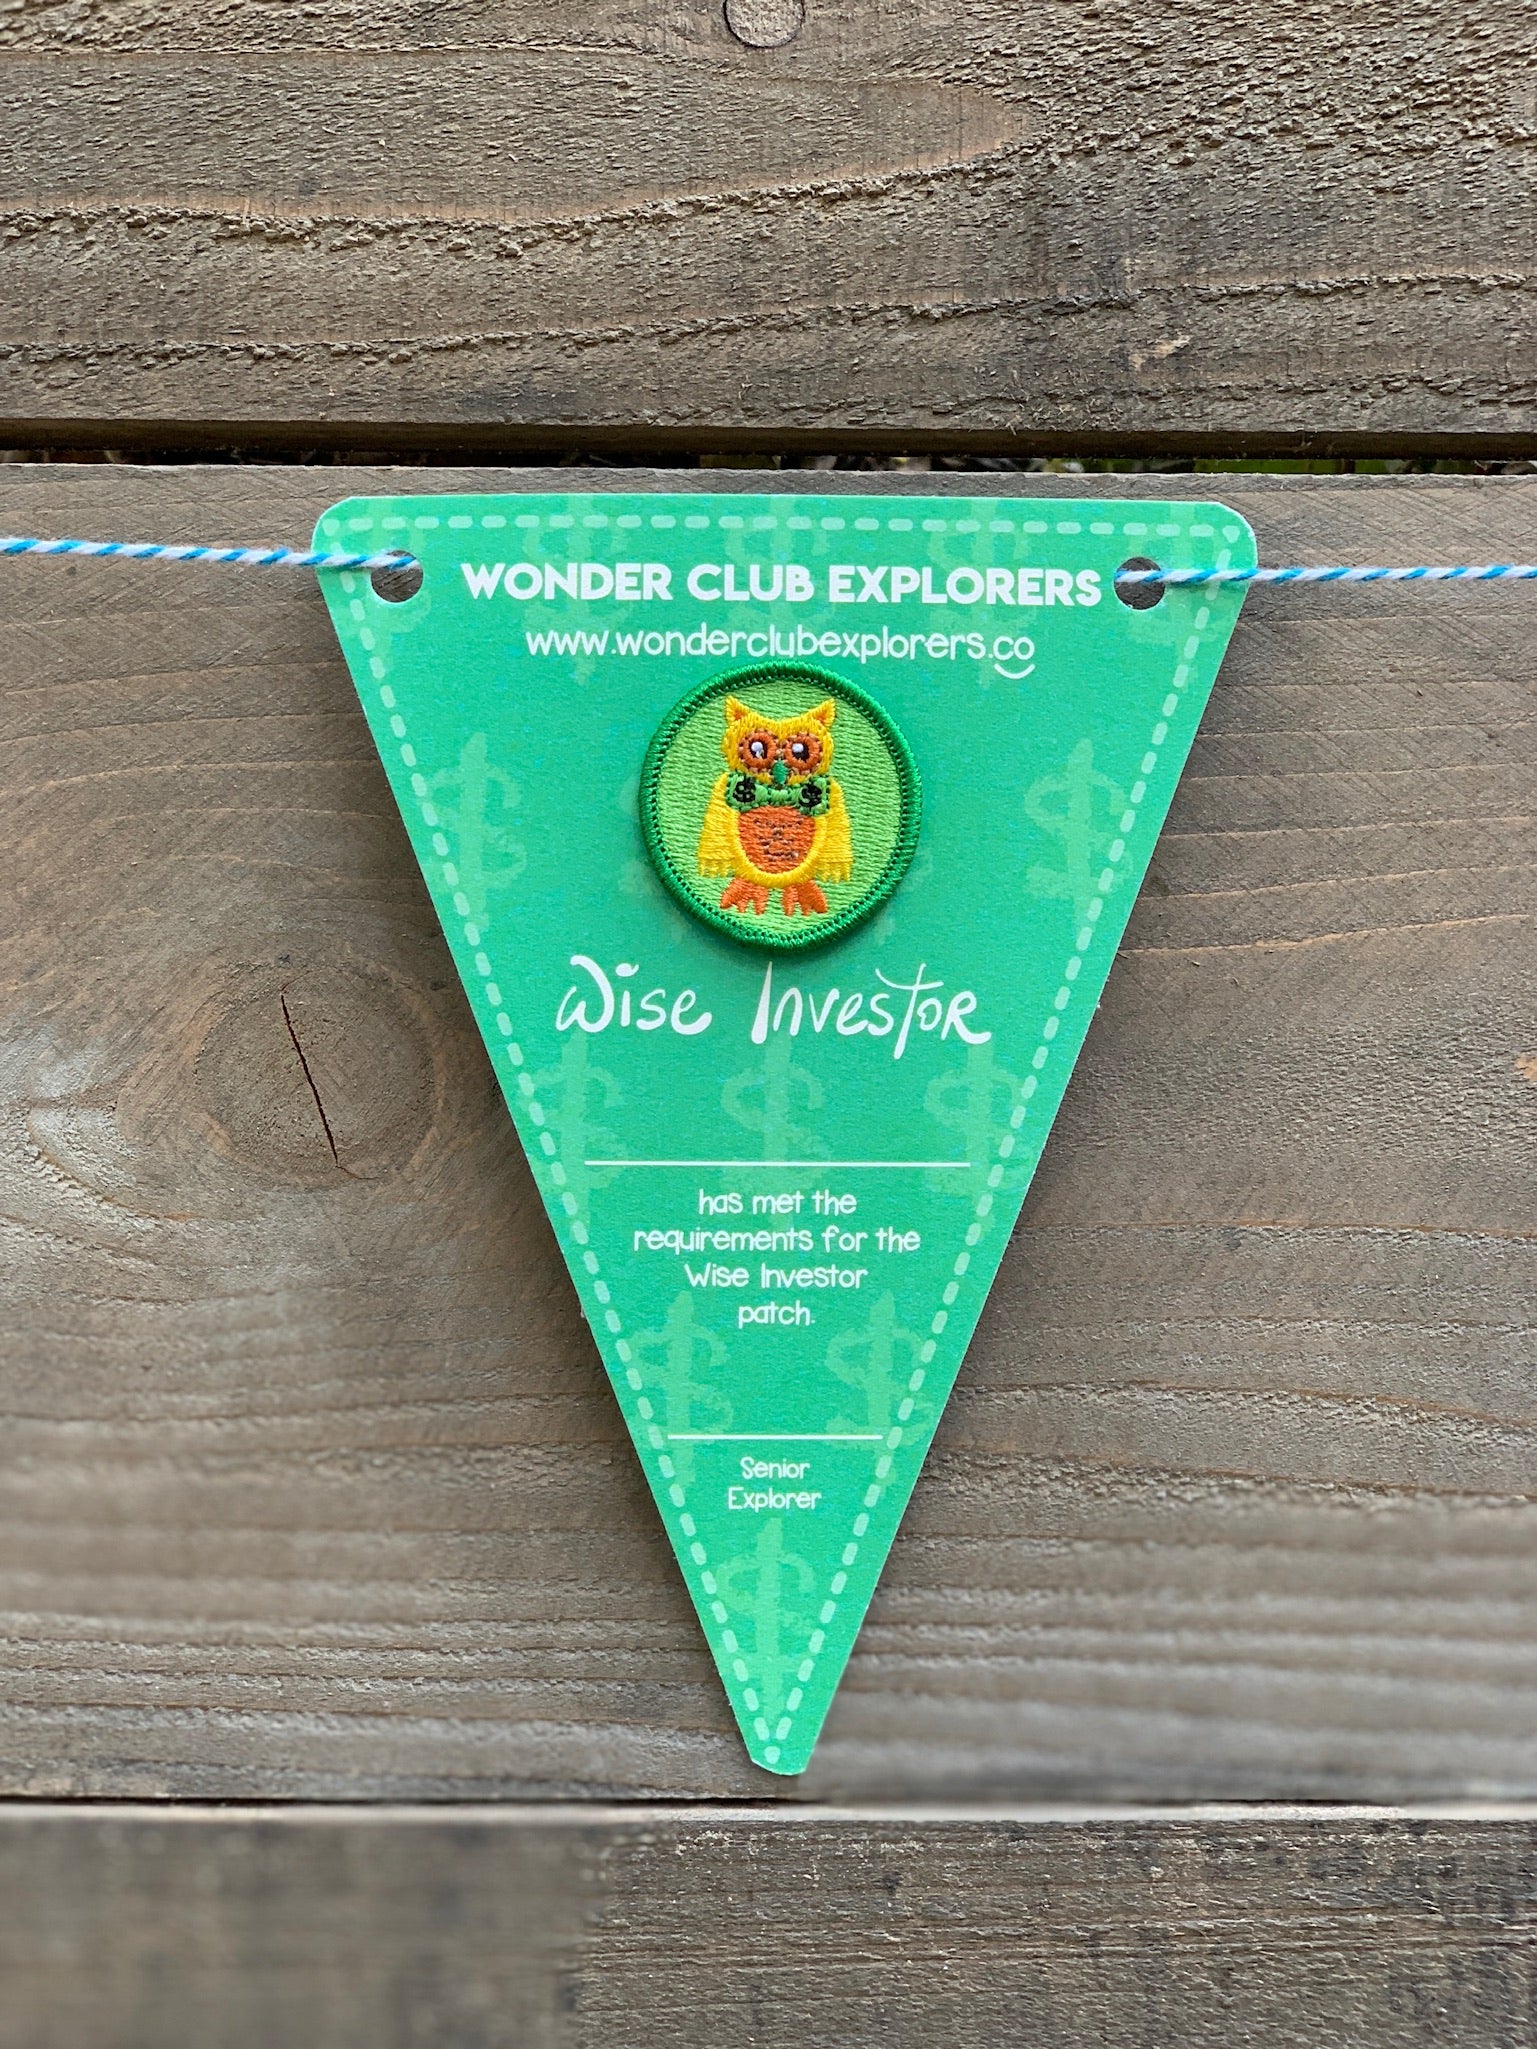 WONDER CLUB EXPLORERS
www.wonderclubexplorers.co
$ $
Wise Investor
has met the
requirements for the
Wise Investor
patch.
Senior
Explorer